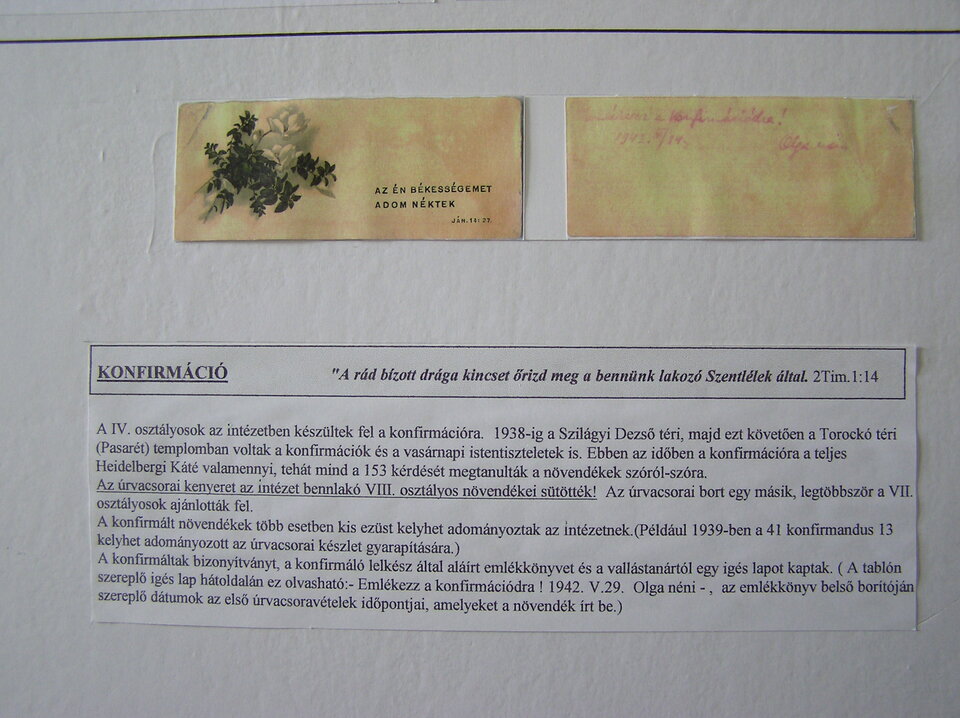 AZ ÉN BÉKESSÉGEMET
ADOM NÉKTEK
JÁN. 14: 27.
a Konfirmációdra!
1942.
Olga néni
KONFIRMÁCIÓ "A rád bízott drága kincset őrizd meg a bennünk lakozó Szentlélek által. 2Tim.1:14
A IV. osztályosok az intézetben készültek fel a konfirmációra. 1938-ig a Szilágyi Dezső téri, majd ezt követően a Torockó téri
(Pasarét) templomban voltak a konfirmációk és a vasárnapi istentiszteletek is. Ebben az időben a konfirmációra a teljes
Heidelbergi Káté valamennyi, tehát mind a 153 kérdését megtanulták a növendékek szóról-szóra.
Az úrvacsorai kenyeret az intézet bennlakó VIII. osztályos növendékei sütötték! Az úrvacsorai bort egy másik, legtöbbször a VII.
osztályosok ajánlották fel.
A konfirmált növendékek több esetben kis ezüst kelyhet adományoztak az intézetnek.(Például 1939-ben a 41 konfirmandus 13
kelyhet adományozott az úrvacsorai készlet gyarapítására.)
A konfirmáltak bizonyítványt, a konfirmáló lelkész által aláírt emlékkönyvet és a vallástanártól egy igés lapot kaptak. ( A tablón
szereplő igés lap hátoldalán ez olvasható:- Emlékezz a konfirmációdra ! 1942. V.29. Olga néni - , az emlékkönyv belső borítóján
szereplő dátumok az első úrvacsoravételek időpontjai, amelyeket a növendék írt be.)